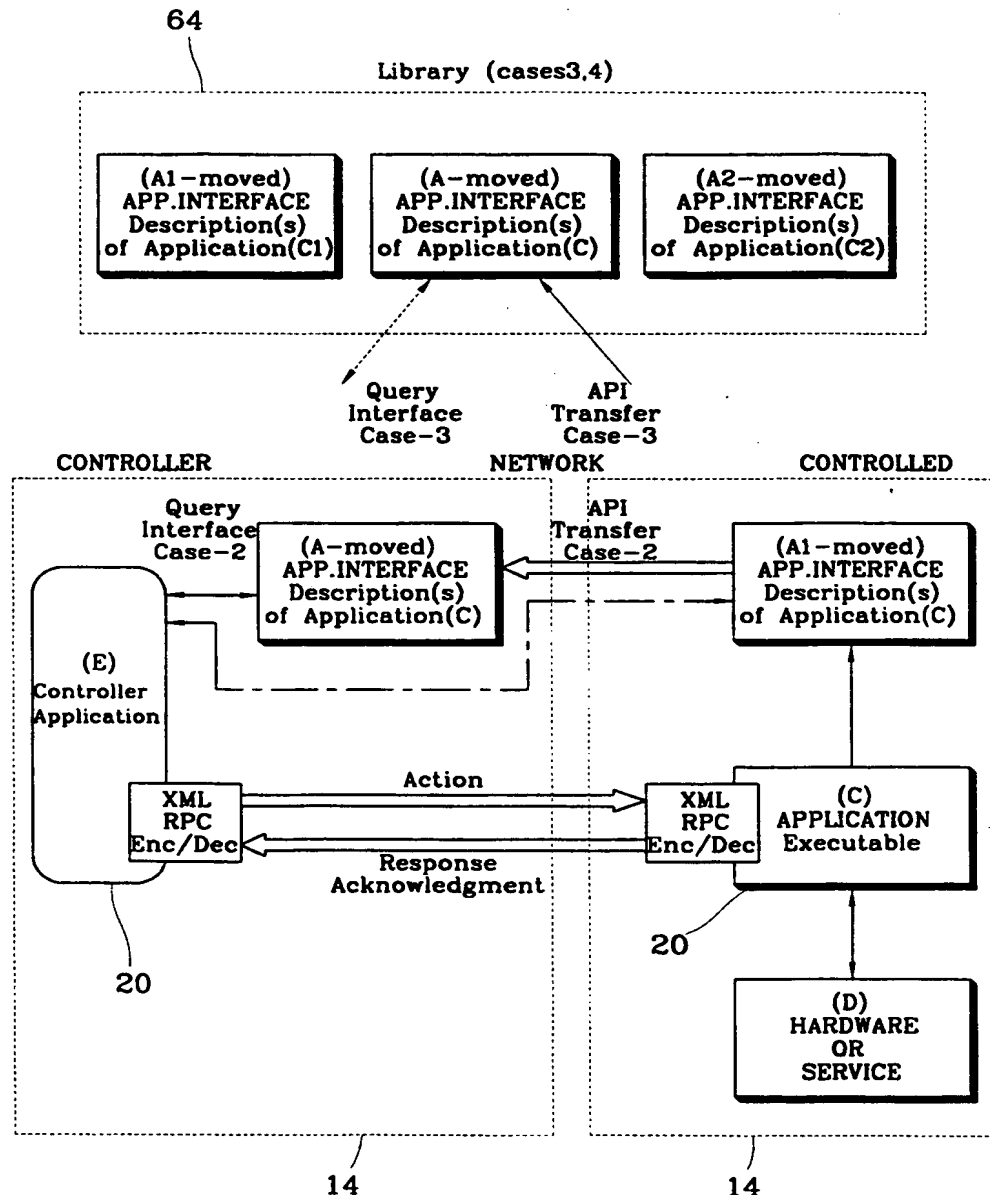 64
Library (cases3,4)
(A1-moved)
APP.INTERFACE
Description(s)
of Application(C1)
(A-moved)
APP.INTERFACE
Description(s)
of Application(C)
(A2-moved)
APP.INTERFACE
Description(s)
of Application(C2)
Query
Interface
Case-3
API
Transfer
Case-3
CONTROLLER
NETWORK
CONTROLLED
Query
Interface
Case-2
(A-moved)
APP.INTERFACE
Description(s)
of Application(C)
API
Transfer
Case-2
(A1-moved)
APP.INTERFACE
Description(s)
of Application(C)
(E)
Controller
Application
XML
RPC
Enc/Dec
Action
Response
Acknowledgment
XML
RPC
Enc/Dec
(C)
APPLICATION
Executable
20
20
(D)
HARDWARE
OR
SERVICE
14
14